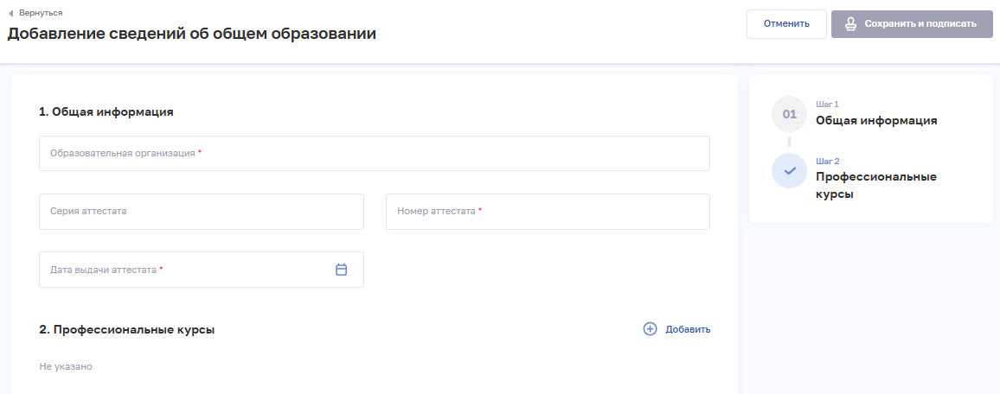 Вернуться
Добавление сведений об общем образовании
Отменить
Сохранить и подписать
1. Общая информация
Образовательная организация *
Серия аттестата
Номер аттестата *
Дата выдачи аттестата *
2. Профессиональные курсы
Добавить
Не указано
01
Шаг 1
Общая информация
Шаг 2
Профессиональные
курсы